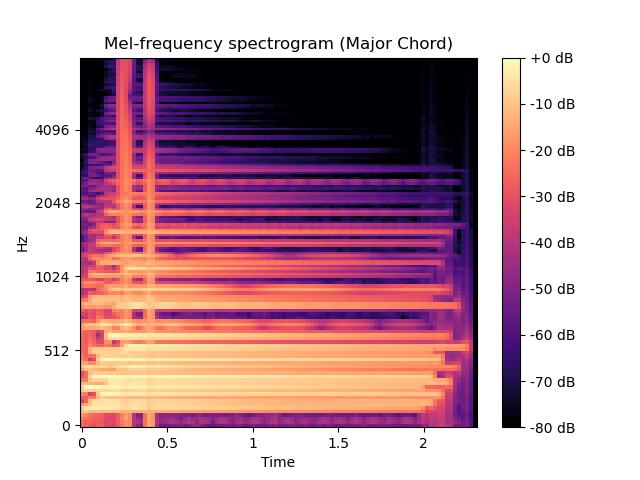 Mel-frequency spectrogram (Major Chord)
+0 dB
-10 dB
-20 dB
-30 dB
-40 dB
-50 dB
-60 dB
-70 dB
-80 dB
4096
2048
1024
512
0
Hz
0
0.5
1
1.5
2
Time